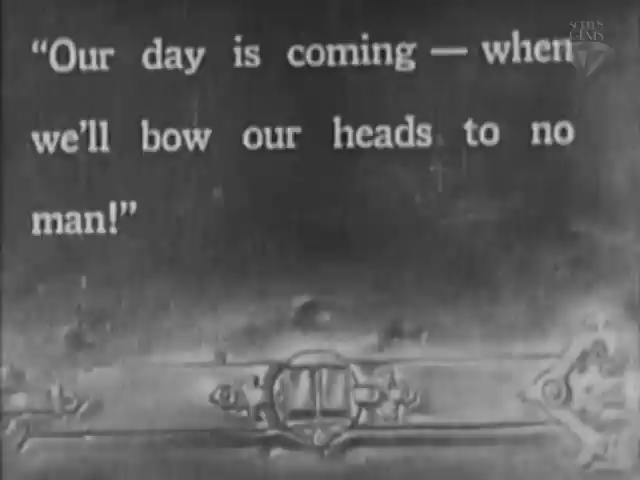 “Our day is coming — when
we’ll bow our heads to no
man!”